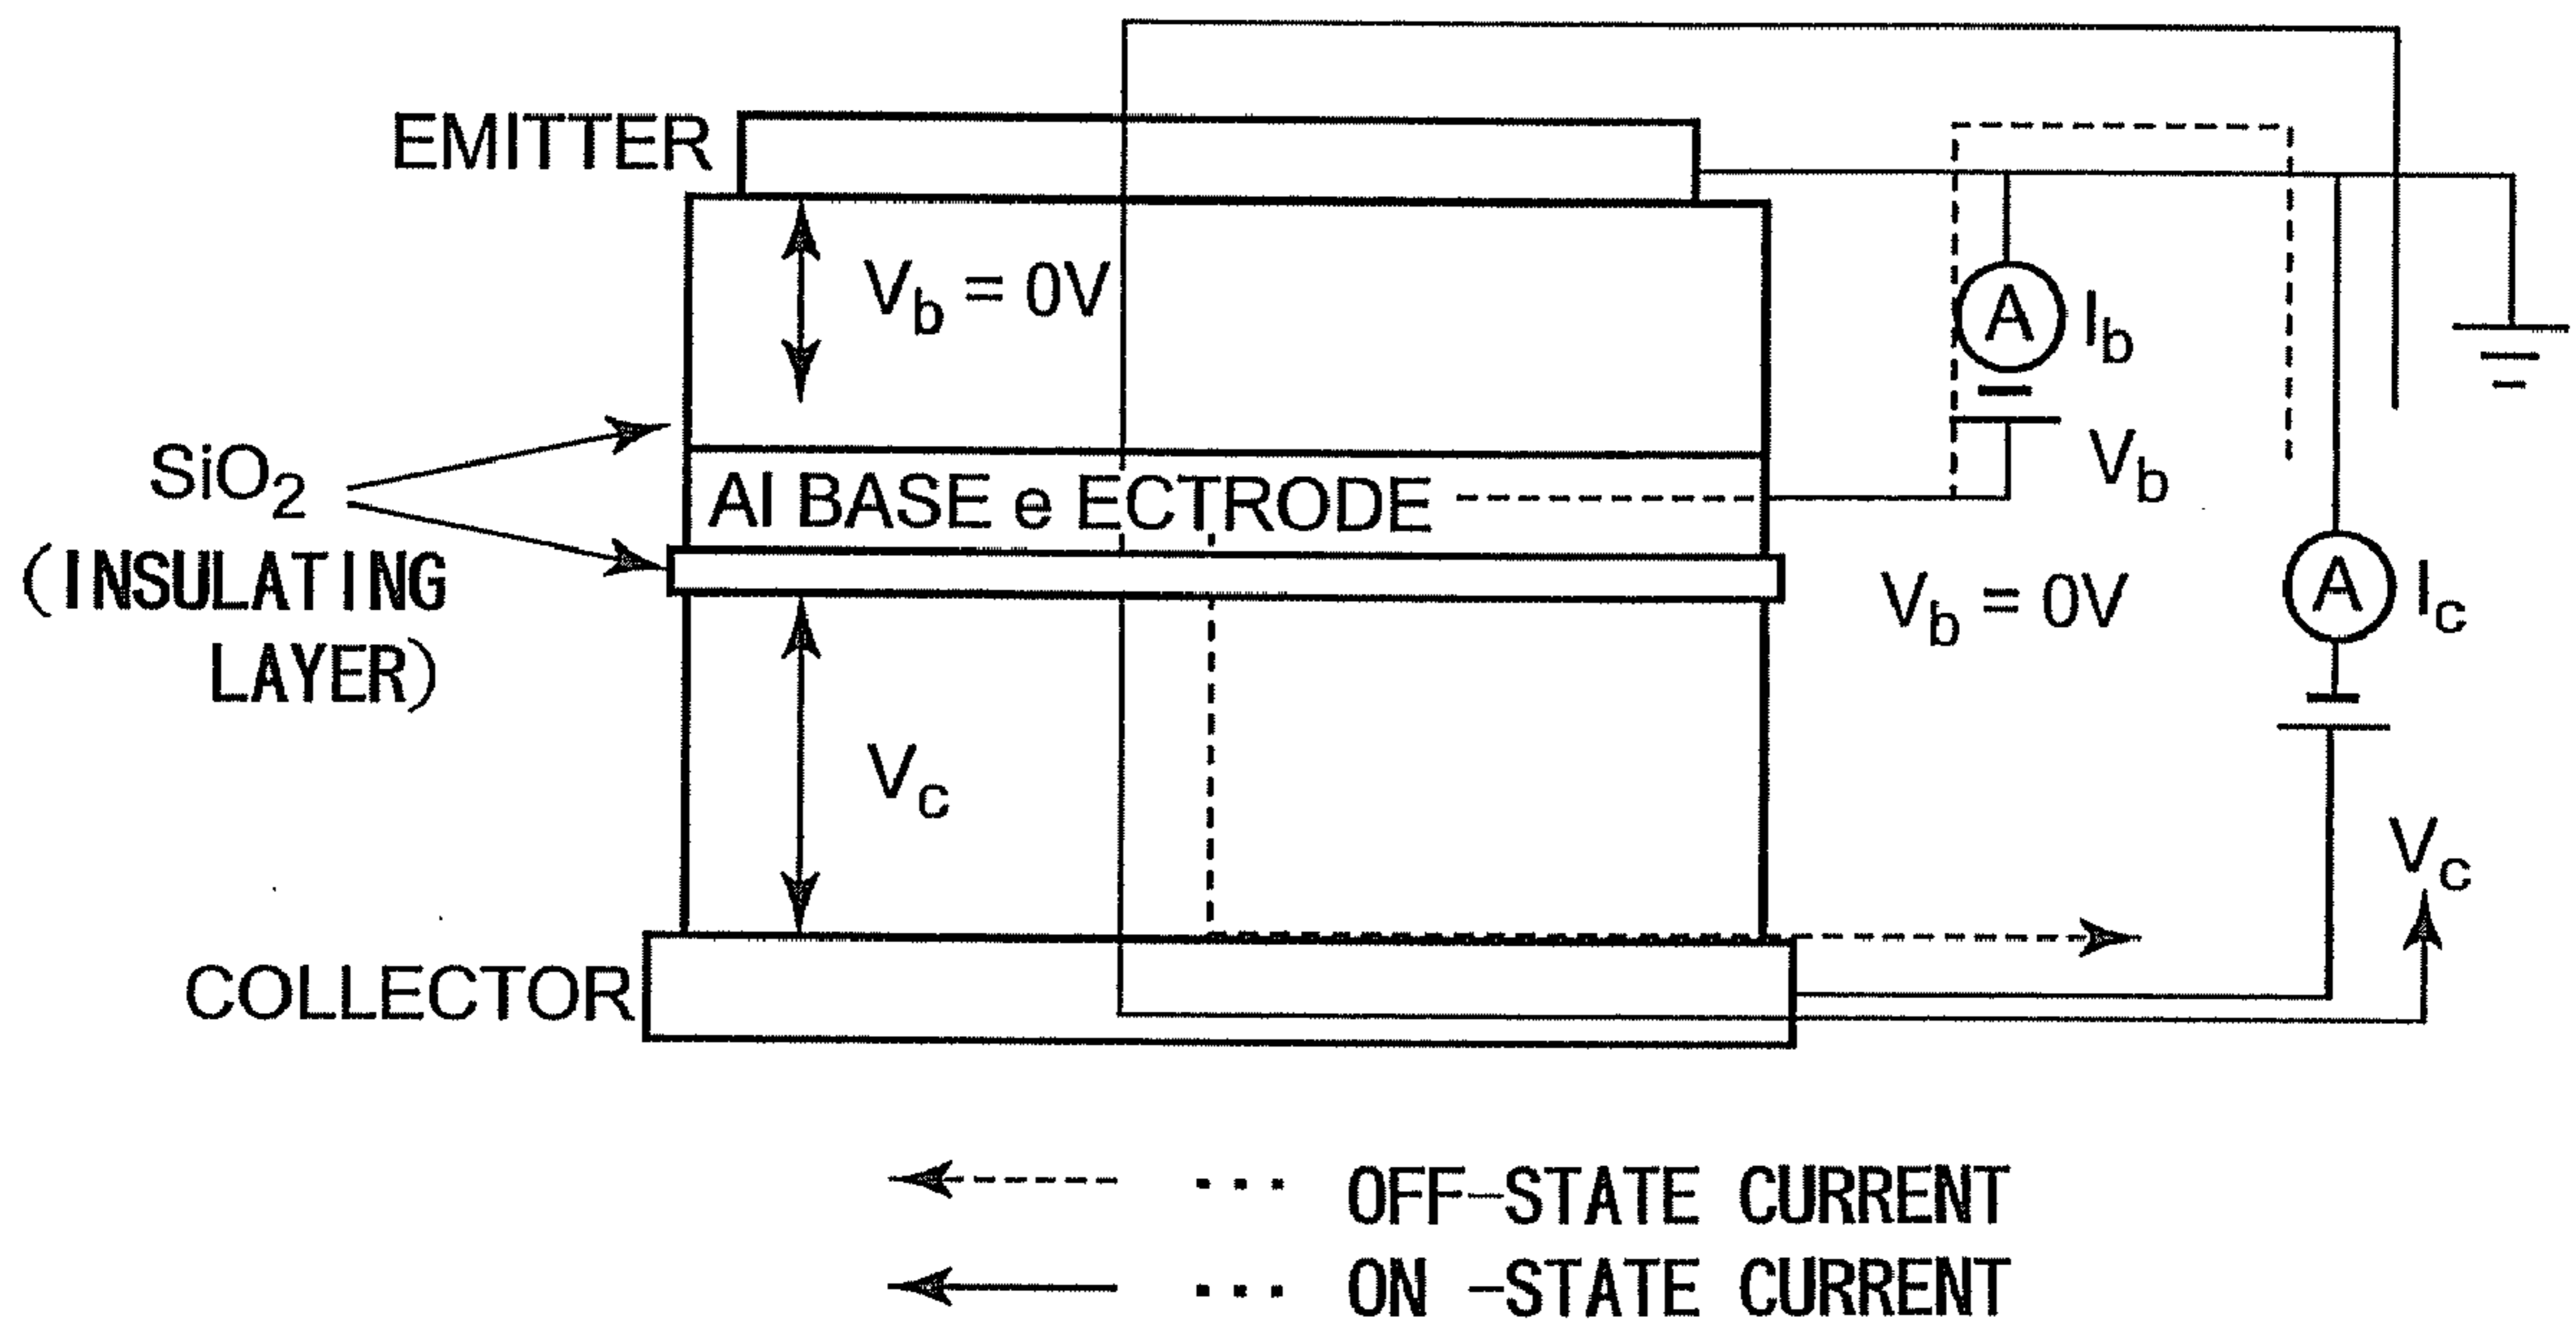 EMITTER
V_b = 0V
A I_b
SiO_2
V_b
Al BASE e ECTRODE
(INSULATING
LAYER)
V_b = 0V
A I_c
V_c
V_c
COLLECTOR
OFF-STATE CURRENT
ON -STATE CURRENT